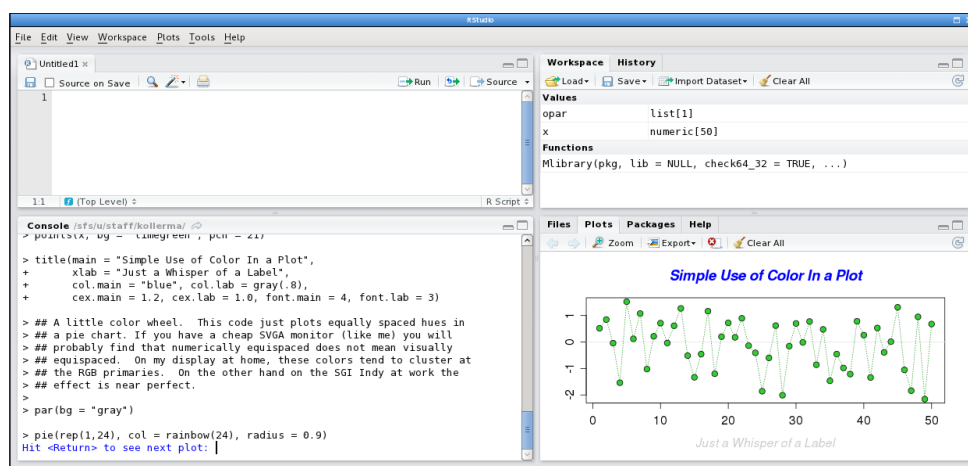 RStudio
File Edit View Workspace Plots Tools Help
Untitled1 ×
Source on Save Run Source
1
1:1 (Top Level) R Script
Console /sfs/u/staff/kollerma/
> points(x, bg = "limegreen", pch = 21)
> title(main = "Simple Use of Color In a Plot",
+ xlab = "Just a Whisper of a Label",
+ col.main = "blue", col.lab = gray(.8),
+ cex.main = 1.2, cex.lab = 1.0, font.main = 4, font.lab = 3)
> ## A little color wheel. This code just plots equally spaced hues in
> ## a pie chart. If you have a cheap SVGA monitor (like me) you will
> ## probably find that numerically equispaced does not mean visually
> ## equispaced. On my display at home, these colors tend to cluster at
> ## the RGB primaries. On the other hand on the SGI Indy at work the
> ## effect is near perfect.
>
> par(bg = "gray")
> pie(rep(1,24), col = rainbow(24), radius = 0.9)
Hit <Return> to see next plot:
Workspace History
Load Save Import Dataset Clear All
Values
opar list[1]
x numeric[50]
Functions
Mlibrary(pkg, lib = NULL, check64_32 = TRUE, ...)
Files Plots Packages Help
Zoom Export Clear All
Simple Use of Color In a Plot
1
0
-1
-2
0 10 20 30 40 50
Just a Whisper of a Label